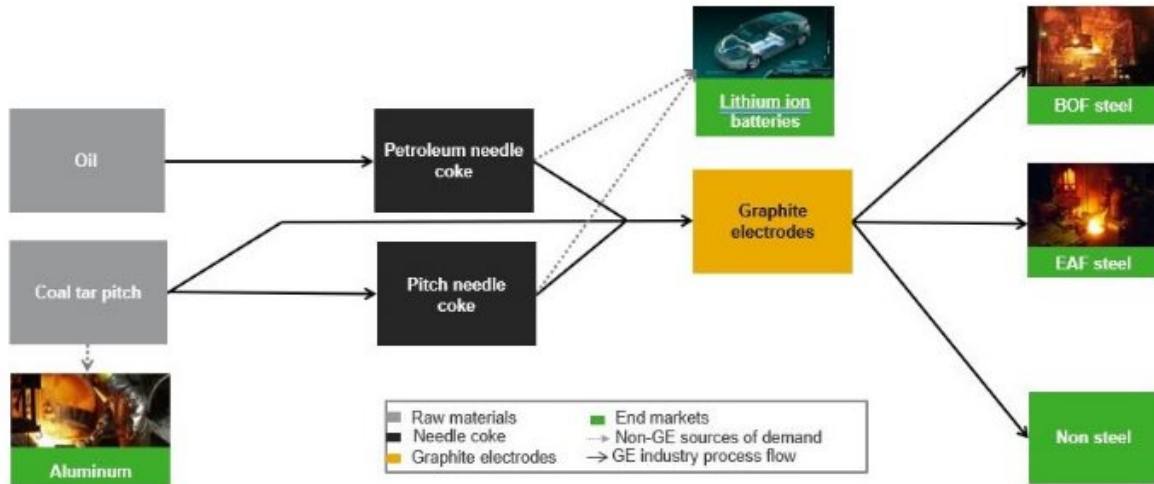 Oil
Coal tar pitch
Aluminum
Petroleum needle
coke
Pitch needle
coke
Lithium ion
batteries
Graphite
electrodes
BOF steel
EAF steel
Non steel
Raw materials
Needle coke
Graphite electrodes
End markets
Non-GE sources of demand
GE industry process flow